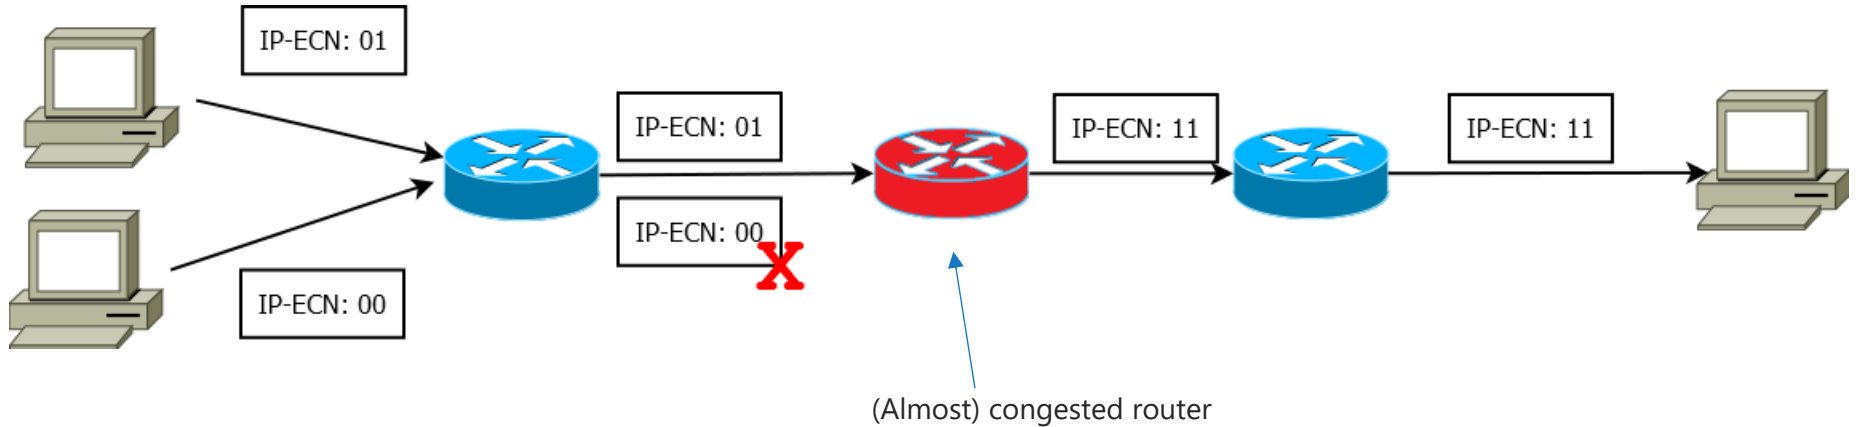 IP-ECN: 01
IP-ECN: 00
IP-ECN: 01
IP-ECN: 00
X
IP-ECN: 11
IP-ECN: 11
(Almost) congested router